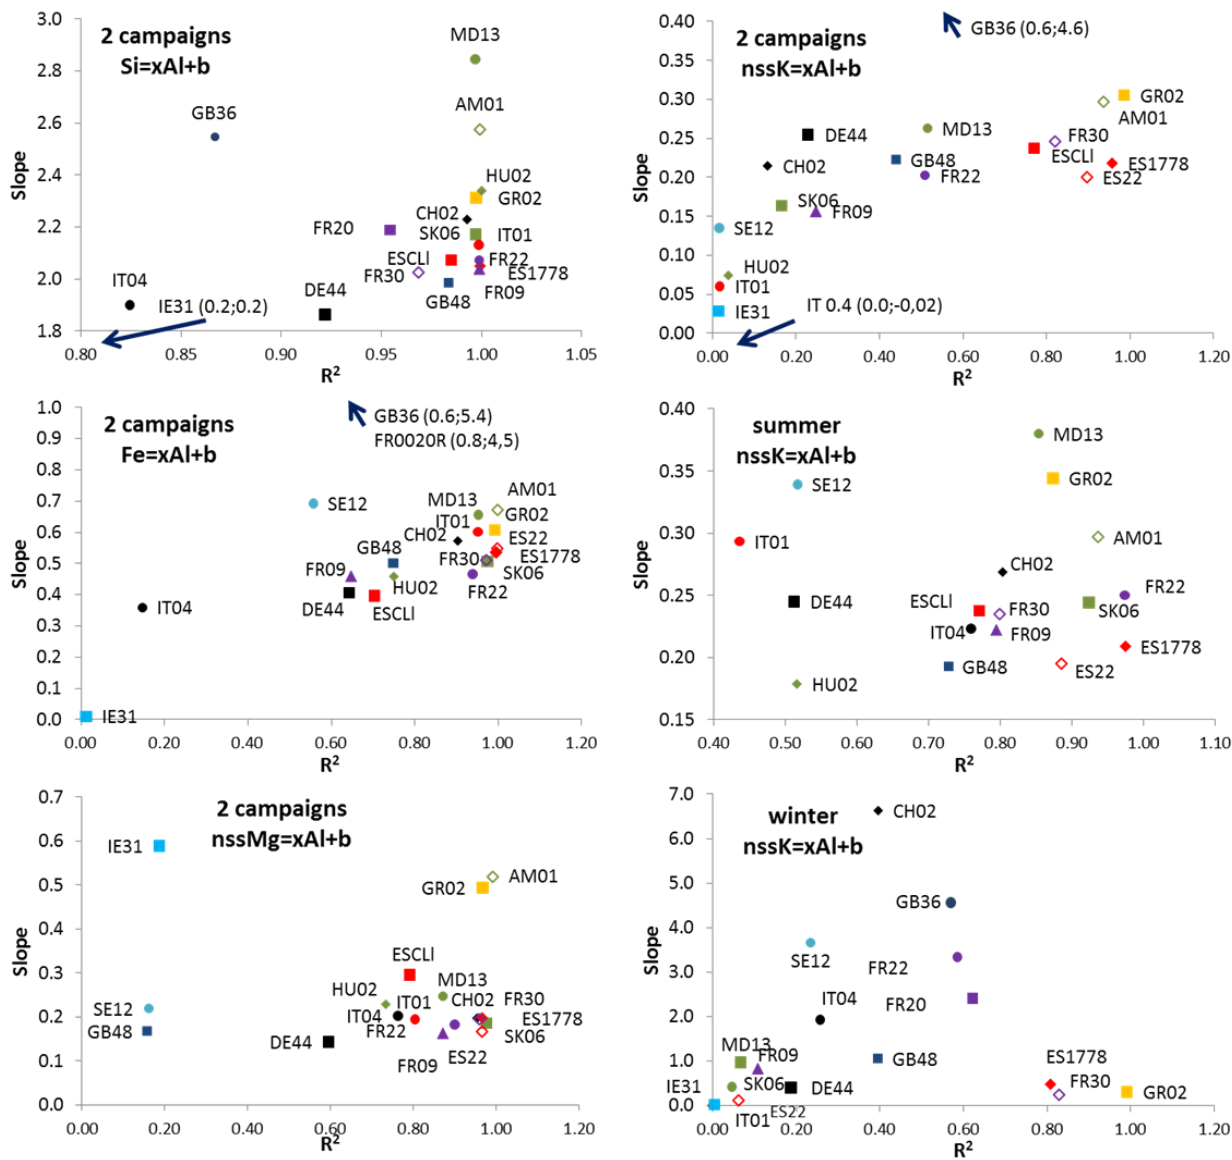 2 campaigns
Si=xAl+b
Slope
3.0
2.8
2.6
2.4
2.2
2.0
1.8
MD13
GB36
AM01
HU02
GR02
CH02
FR20
SK06
IT01
ESCLl
FR22
FR30
ES1778
IT04
DE44
GB48
FR09
IE31 (0.2;0.2)
0.80
0.85
0.90
0.95
1.00
1.05
R²
2 campaigns
nssK=xAl+b
Slope
0.40
0.35
0.30
0.25
0.20
0.15
0.10
0.05
0.00
GB36 (0.6;4.6)
GR02
AM01
MD13
DE44
FR30
GB48
ESCLl
ES1778
CH02
FR22
ES22
SK06
FR09
SE12
HU02
IT01
IE31
IT 0.4 (0.0;-0,02)
0.00
0.20
0.40
0.60
0.80
1.00
1.20
R²
2 campaigns
Fe=xAl+b
Slope
1.0
0.9
0.8
0.7
0.6
0.5
0.4
0.3
0.2
0.1
0.0
GB36 (0.6;5.4)
FR0020R (0.8;4,5)
SE12
AM01
MD13
IT01
GR02
CH02
ES22
GB48
FR30
ES1778
FR09
HU02
SK06
FR22
DE44
ESCLl
IT04
IE31
0.00
0.20
0.40
0.60
0.80
1.00
1.20
R²
summer
nssK=xAl+b
Slope
0.40
0.35
0.30
0.25
0.20
0.15
MD13
SE12
GR02
IT01
AM01
CH02
FR22
DE44
ESCLl
FR30
SK06
IT04
FR09
ES1778
GB48
ES22
HU02
0.40
0.50
0.60
0.70
0.80
0.90
1.00
1.10
R²
2 campaigns
nssMg=xAl+b
Slope
0.7
0.6
0.5
0.4
0.3
0.2
0.1
0.0
IE31
AM01
GR02
ESCLl
MD13
HU02
IT01
CH02
FR30
SE12
IT04
ES1778
GB48
FR22
SK06
DE44
FR09
ES22
0.00
0.20
0.40
0.60
0.80
1.00
1.20
R²
winter
nssK=xAl+b
Slope
7.0
6.0
5.0
4.0
3.0
2.0
1.0
0.0
CH02
GB36
SE12
FR22
IT04
FR20
MD13
FR09
GB48
ES1778
IE31
SK06
DE44
FR30
GR02
IT01
ES22
0.00
0.20
0.40
0.60
0.80
1.00
1.20
R²